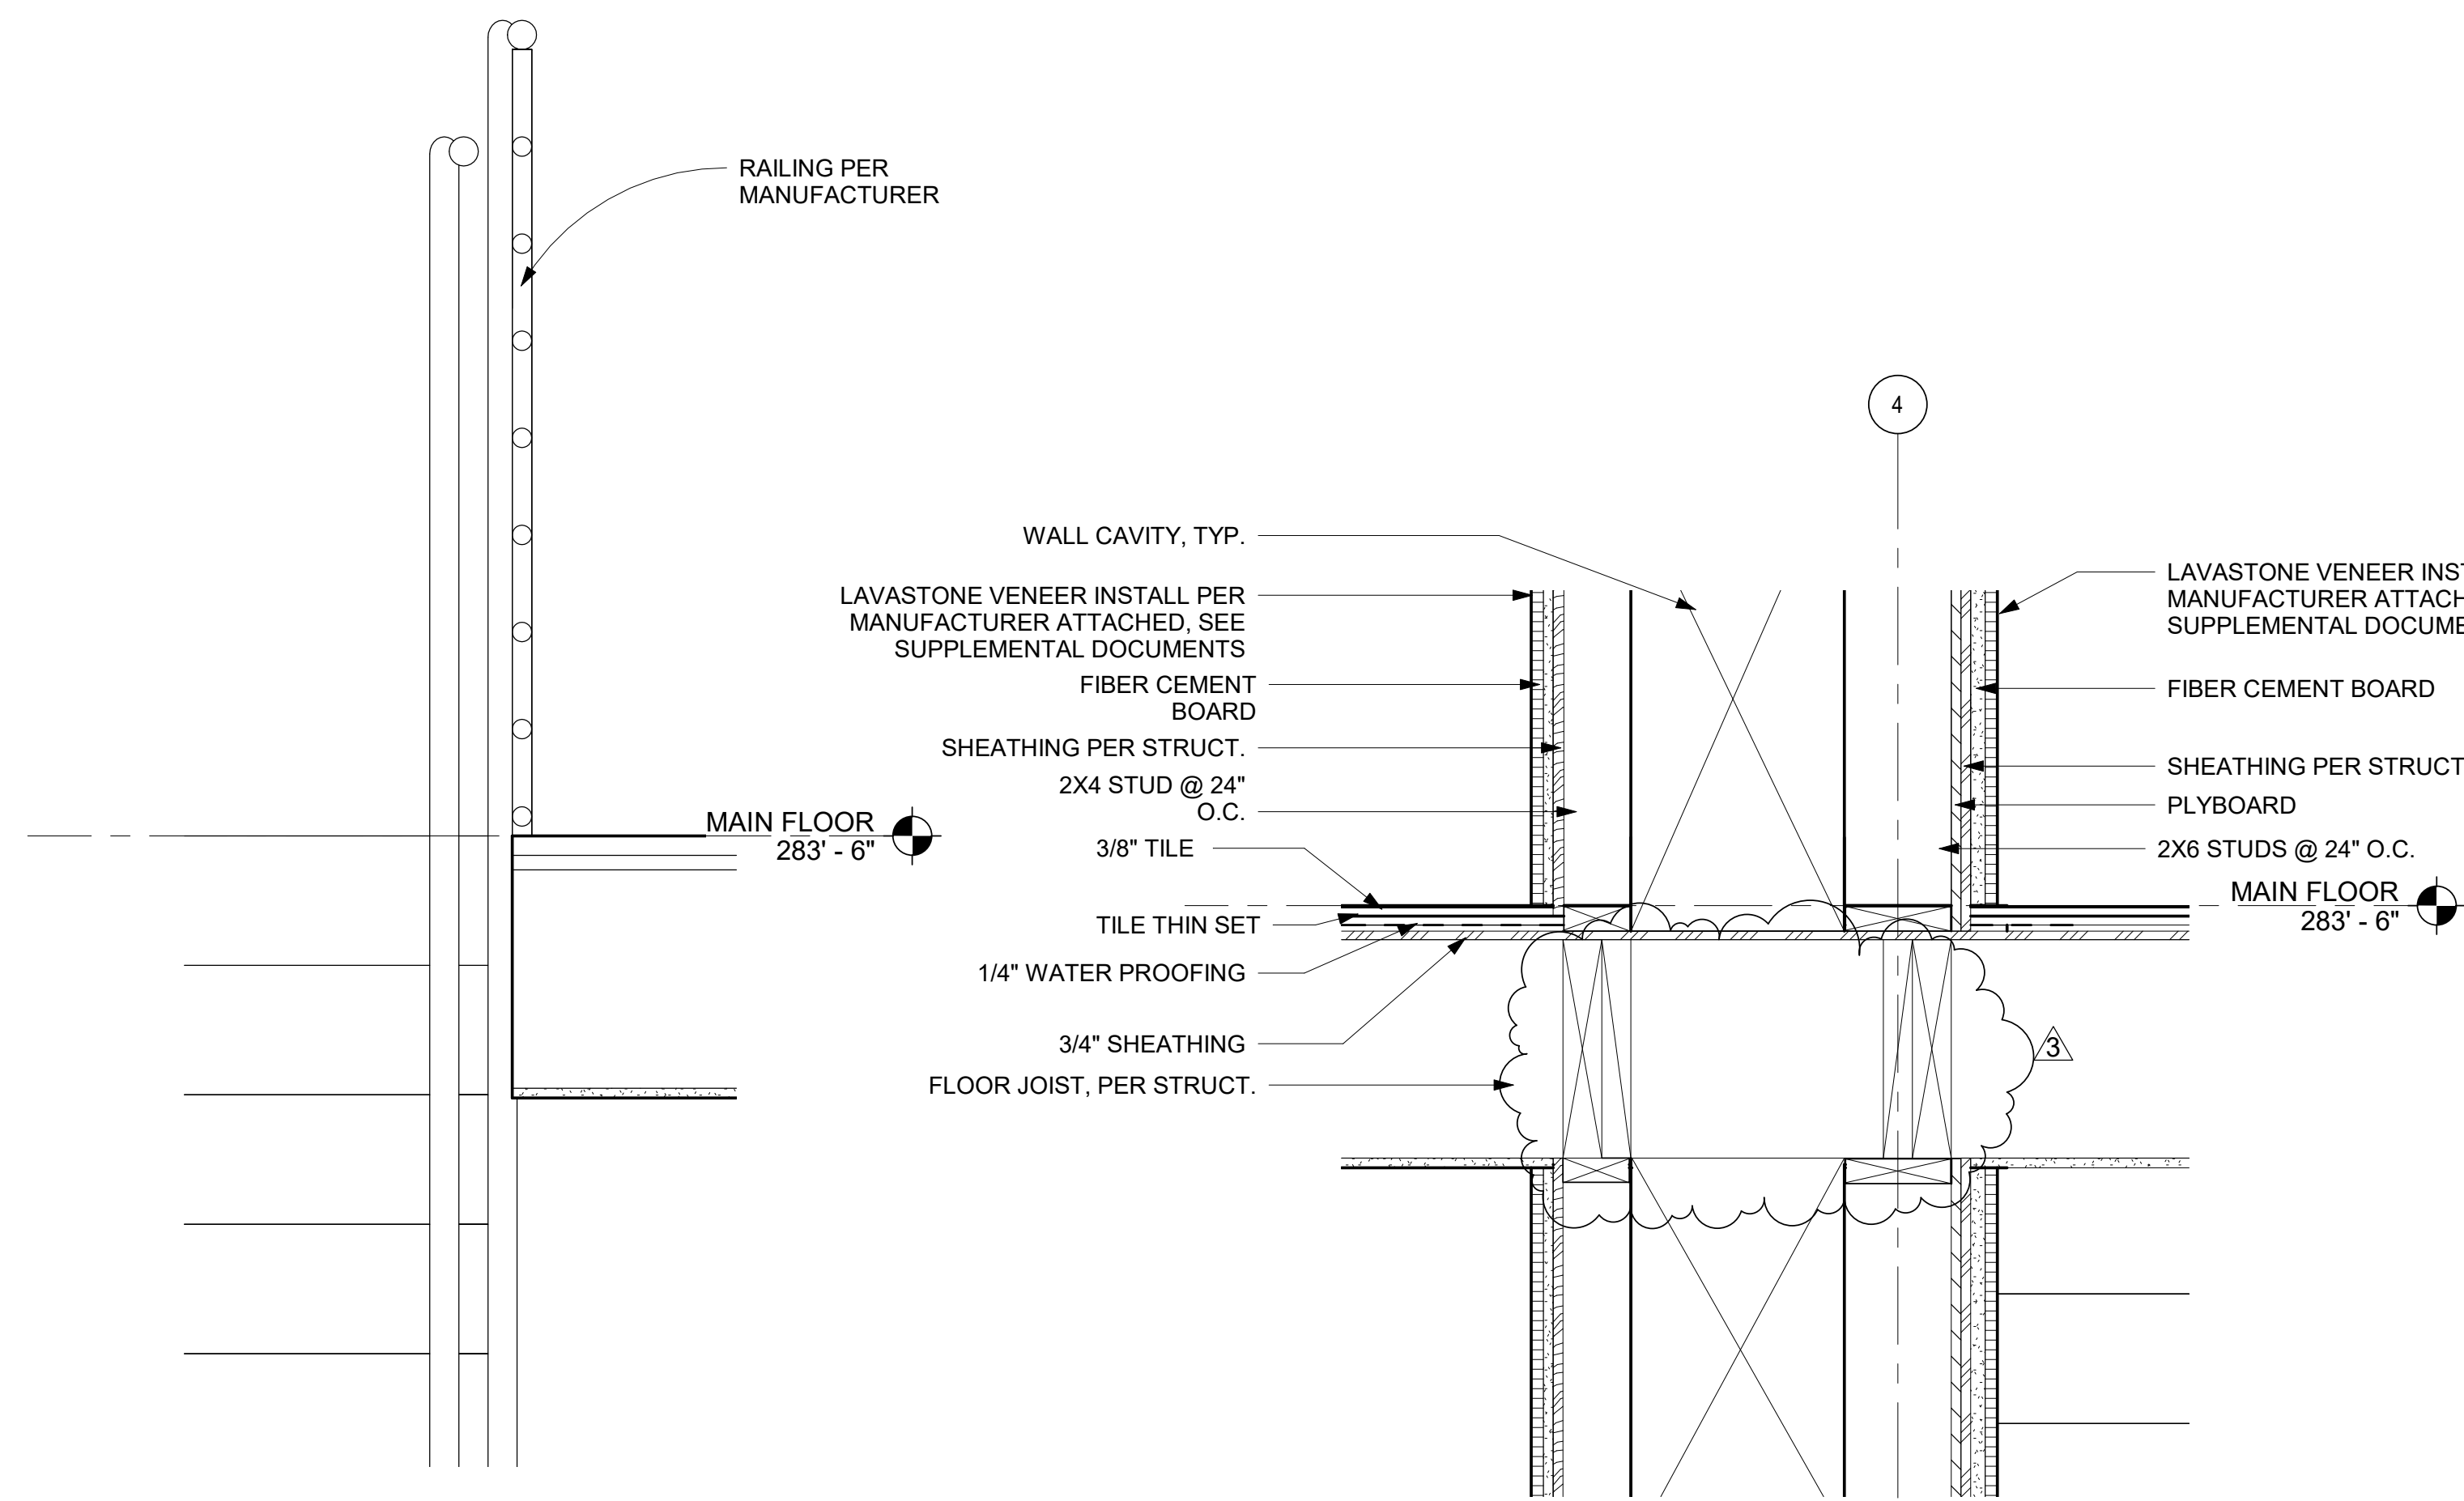 RAILING PER
MANUFACTURER
MAIN FLOOR
283' - 6"
4
WALL CAVITY, TYP.
LAVASTONE VENEER INSTALL PER
MANUFACTURER ATTACHED, SEE
SUPPLEMENTAL DOCUMENTS
FIBER CEMENT
BOARD
SHEATHING PER STRUCT.
2X4 STUD @ 24"
O.C.
3/8" TILE
TILE THIN SET
1/4" WATER PROOFING
3/4" SHEATHING
FLOOR JOIST, PER STRUCT.
LAVASTONE VENEER
MANUFACTURER
SUPPLEMENTAL
FIBER CEMENT BOARD
SHEATHING PER STRUCT
PLYBOARD
2X6 STUDS @ 24" O.C.
MAIN FLOOR
283' - 6"
3